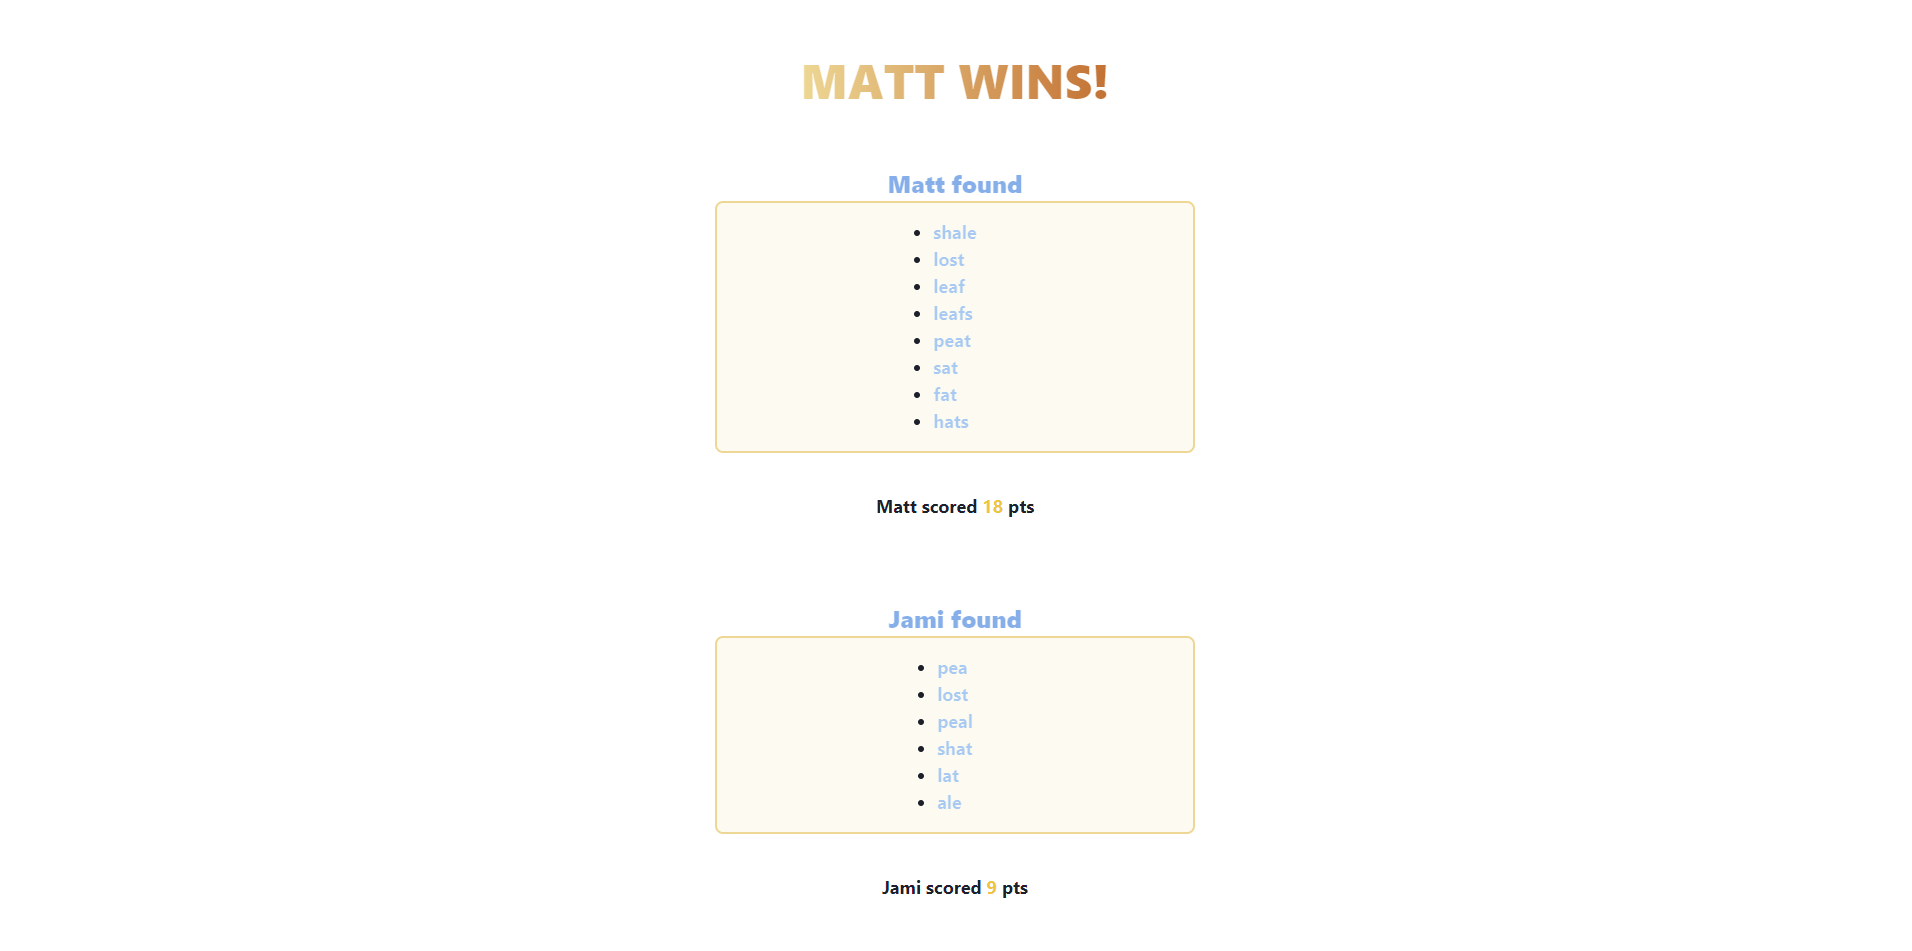 MATT WINS!
Matt found
shale
lost
leaf
leafs
peat
sat
fat
hats
Matt scored 18 pts
Jami found
pea
lost
peal
shat
lat
ale
Jami scored 9 pts